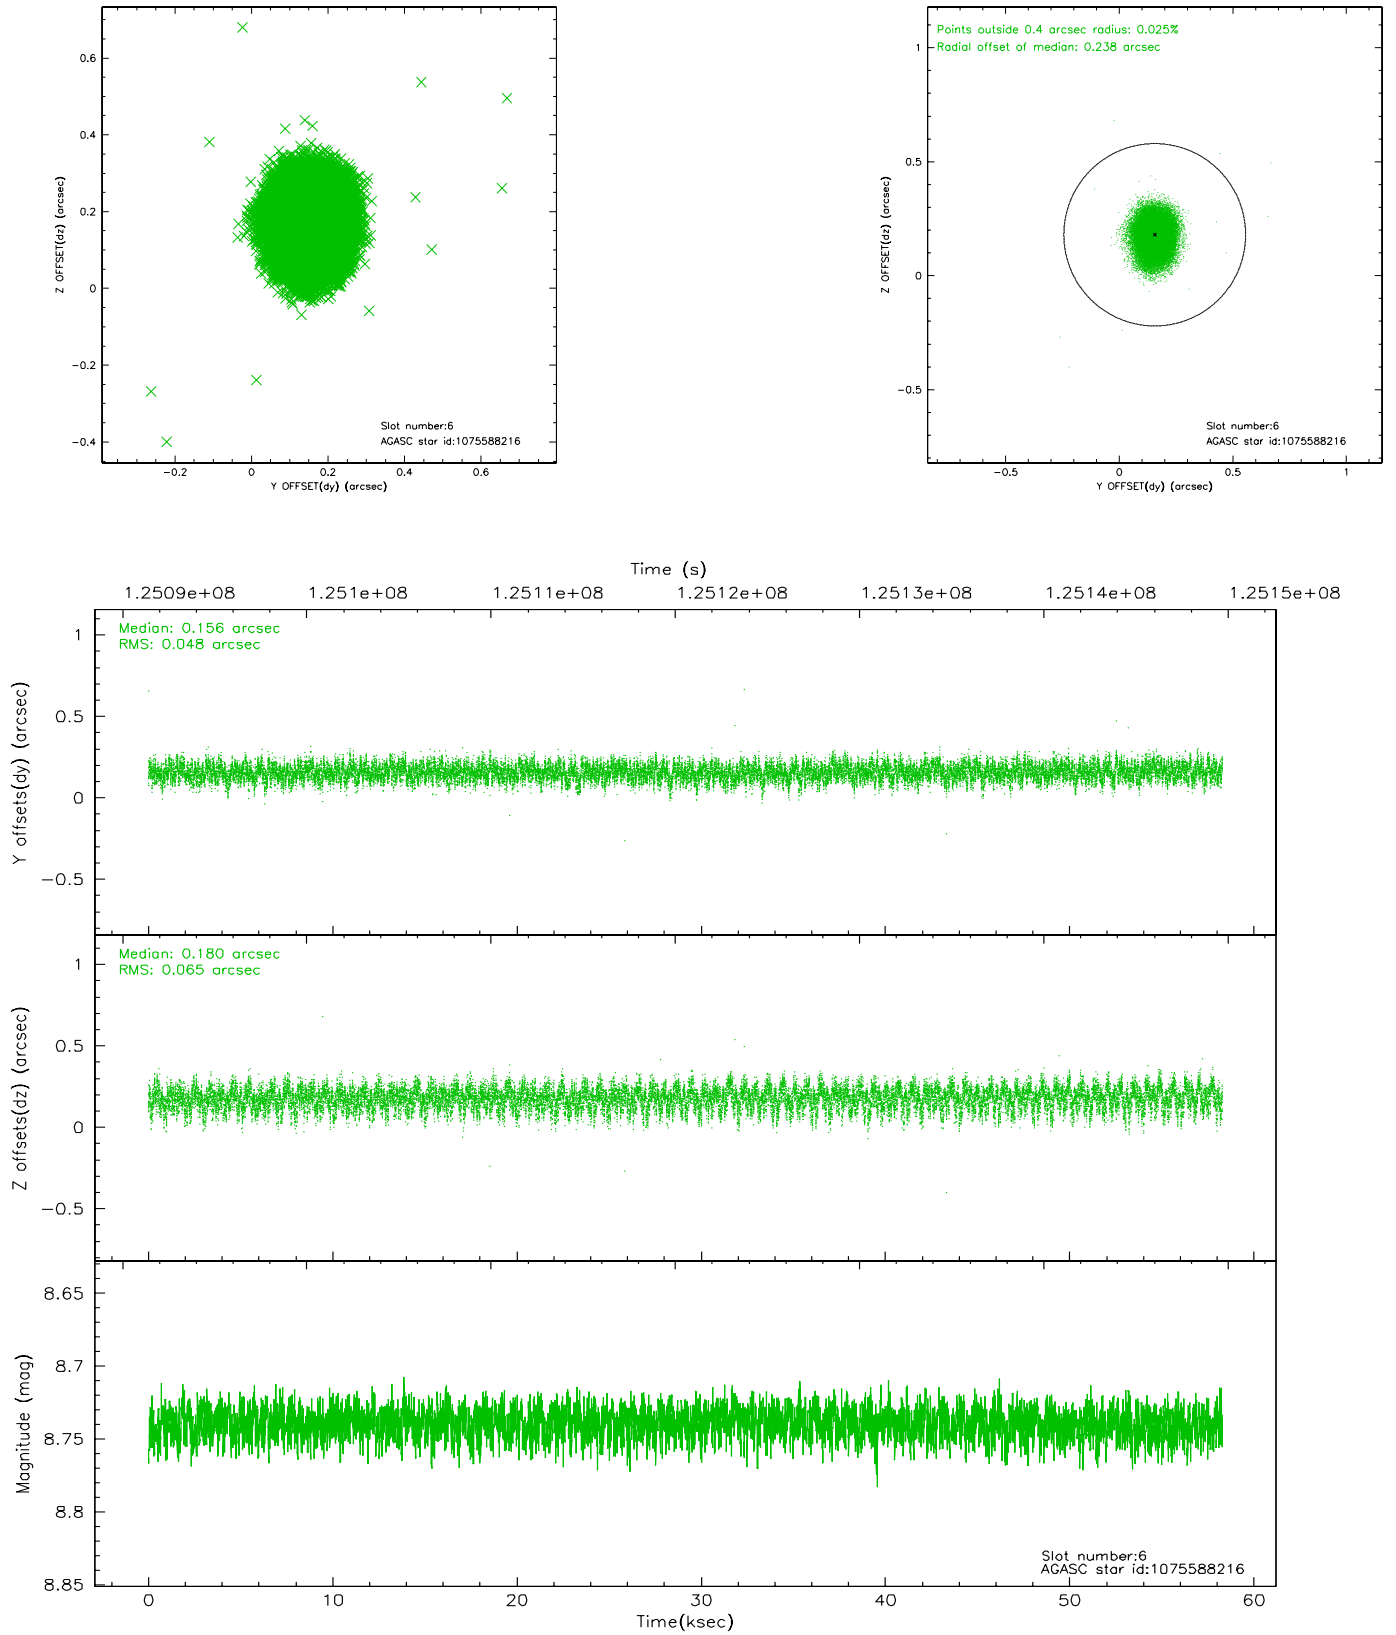 0.6
0.4
0.2
0
−0.2
−0.4
Z OFFSET(dz) (arcsec)
Slot number:6
AGASC star id:1075588216
−0.2 0 0.2 0.4 0.6
Y OFFSET(dy) (arcsec)
Points outside 0.4 arcsec radius: 0.025%
Radial offset of median: 0.238 arcsec
1
0.5
0
−0.5
Z OFFSET(dz) (arcsec)
Slot number:6
AGASC star id:1075588216
−0.5 0 0.5 1
Y OFFSET(dy) (arcsec)
Time (s)
1.2509e+08 1.251e+08 1.2511e+08 1.2512e+08 1.2513e+08 1.2514e+08 1.2515e+08
Median: 0.156 arcsec
RMS: 0.048 arcsec
1
0.5
0
−0.5
Y offsets(dy) (arcsec)
Median: 0.180 arcsec
RMS: 0.065 arcsec
1
0.5
0
−0.5
Z offsets(dz) (arcsec)
8.65
8.7
8.75
8.8
8.85
Magnitude (mag)
Slot number:6
AGASC star id:1075588216
0 10 20 30 40 50 60
Time(ksec)